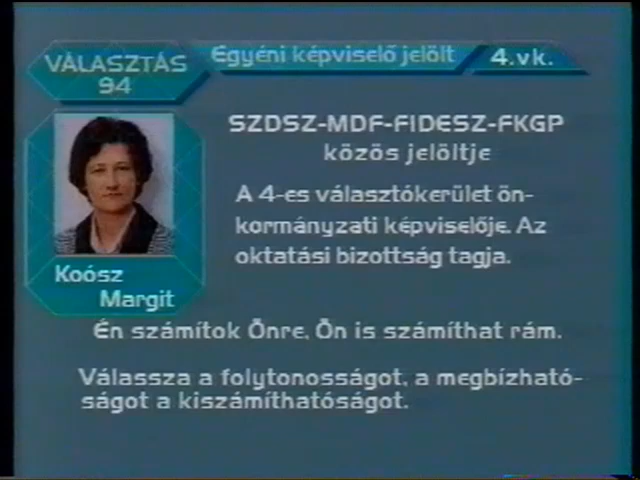 VÁLASZTÁS
94
Egyéni képviselő jelölt
4.vk.
SZDSZ-MDF-FIDESZ-FKGP
közös jelöltje
A 4-es választókerület ön-
kormányzati képviselője. Az
oktatási bizottság tagja.
Koósz
Margit
Én számítok Önre, Ön is számíthat rám.
Válassza a folytonosságot, a megbízható-
ságot a kiszámíthatóságot.